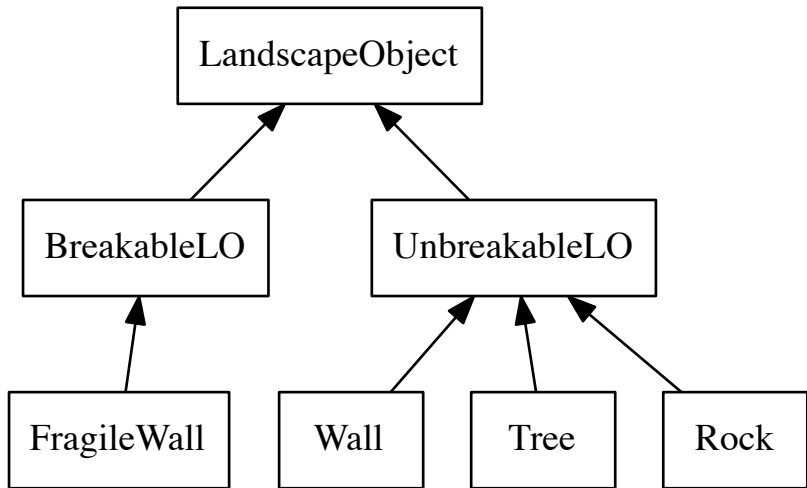 LandscapeObject
BreakableLO
UnbreakableLO
FragileWall
Wall
Tree
Rock